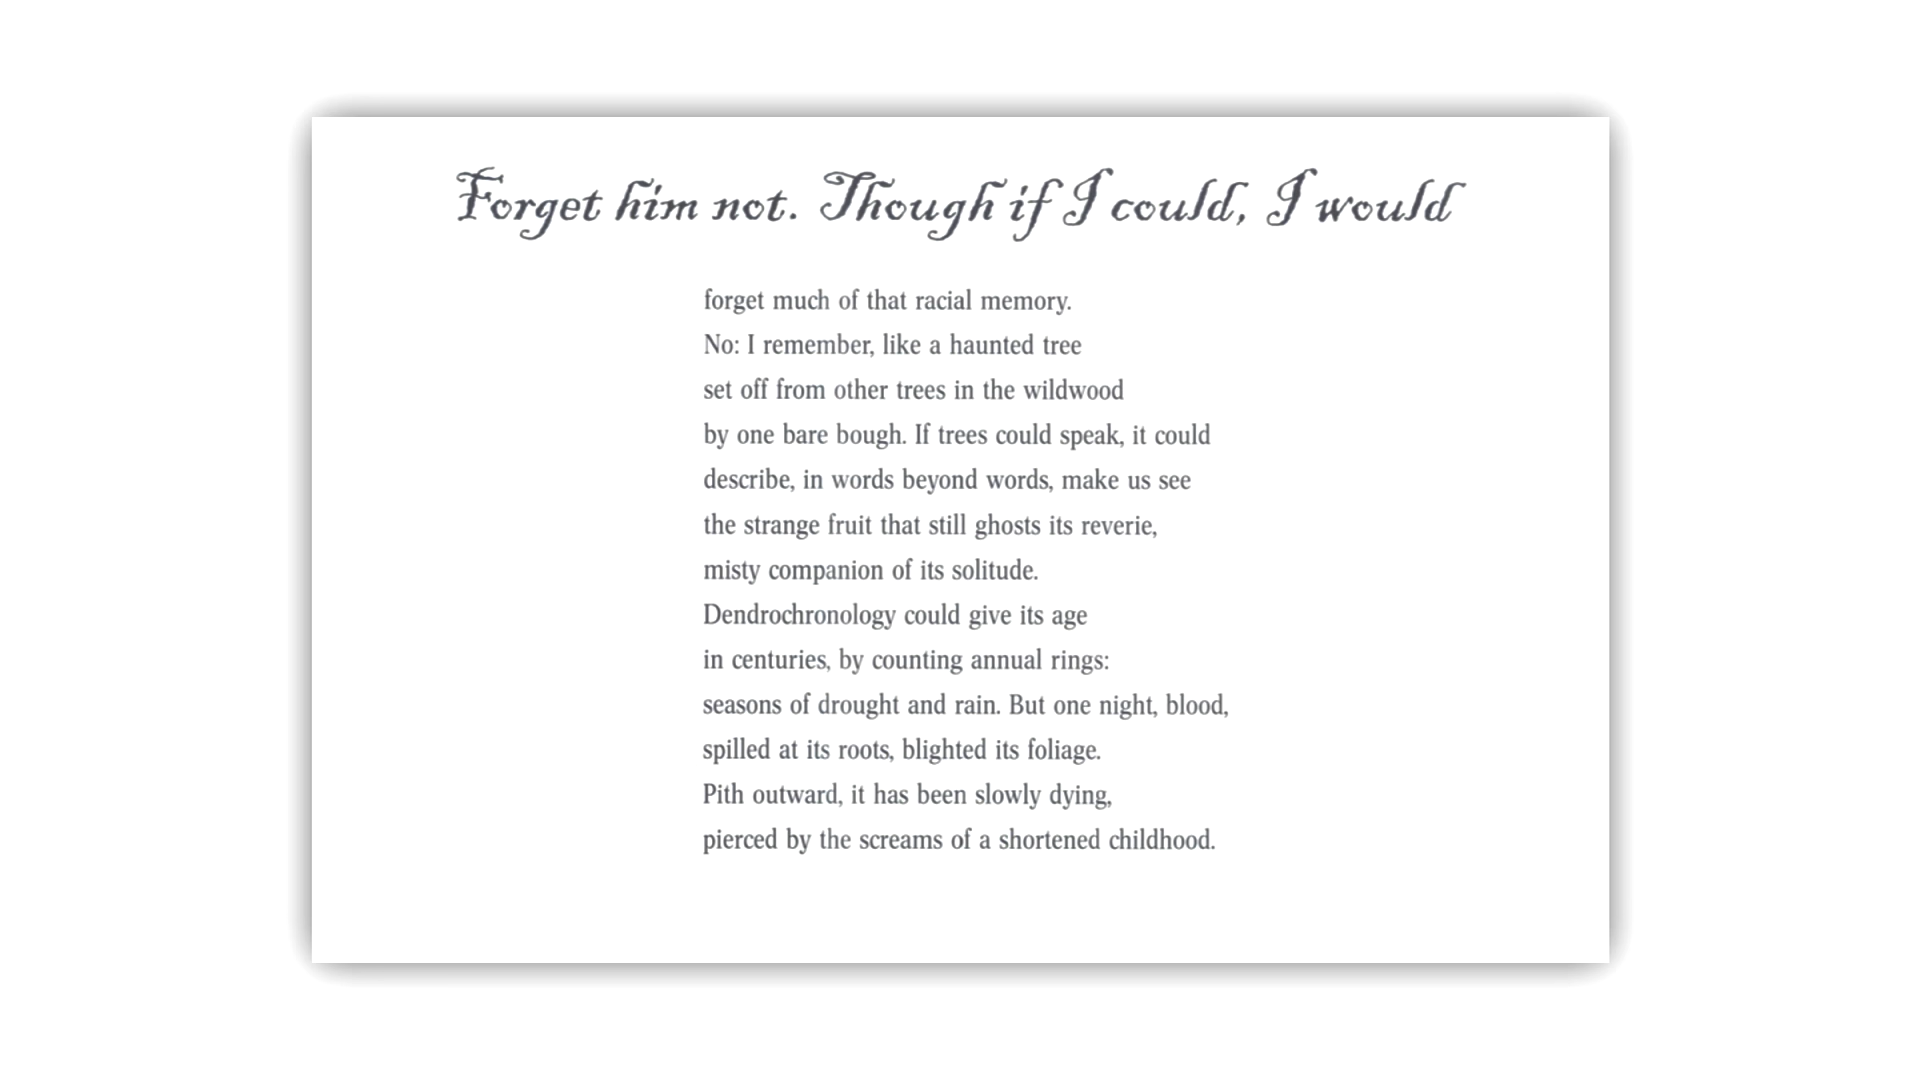 Forget him not. Though if I could, I would
forget much of that racial memory.
No: I remember, like a haunted tree
set off from other trees in the wildwood
by one bare bough. If trees could speak, it could
describe, in words beyond words, make us see
the strange fruit that still ghosts its reverie,
misty companion of its solitude.
Dendrochronology could give its age
in centuries, by counting annual rings:
seasons of drought and rain. But one night, blood,
spilled at its roots, blighted its foliage.
Pith outward, it has been slowly dying,
pierced by the screams of a shortened childhood.